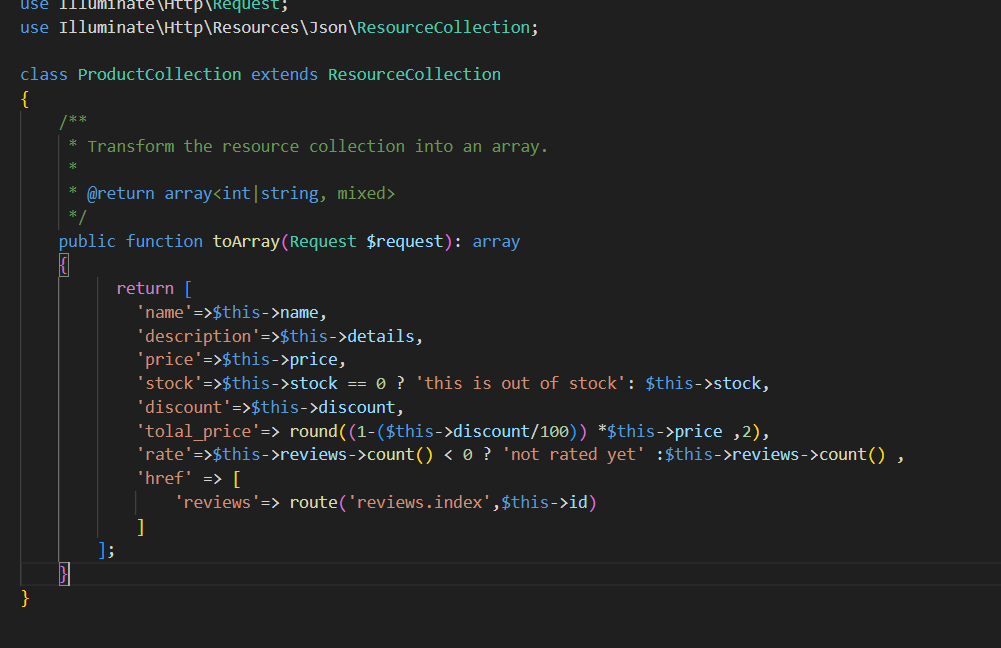 use Illuminate\Http\Request;
use Illuminate\Http\Resources\Json\ResourceCollection;
class ProductCollection extends ResourceCollection
{
/**
* Transform the resource collection into an array.
*
* @return array<int|string, mixed>
*/
public function toArray(Request $request): array
{
return [
'name'=>$this->name,
'description'=>$this->details,
'price'=>$this->price,
'stock'=>$this->stock == 0 ? 'this is out of stock': $this->stock,
'discount'=>$this->discount,
'tolal_price'=> round((1-($this->discount/100)) *$this->price ,2),
'rate'=>$this->reviews->count() < 0 ? 'not rated yet' :$this->reviews->count() ,
'href' => [
'reviews'=> route('reviews.index',$this->id)
]
];
}
}